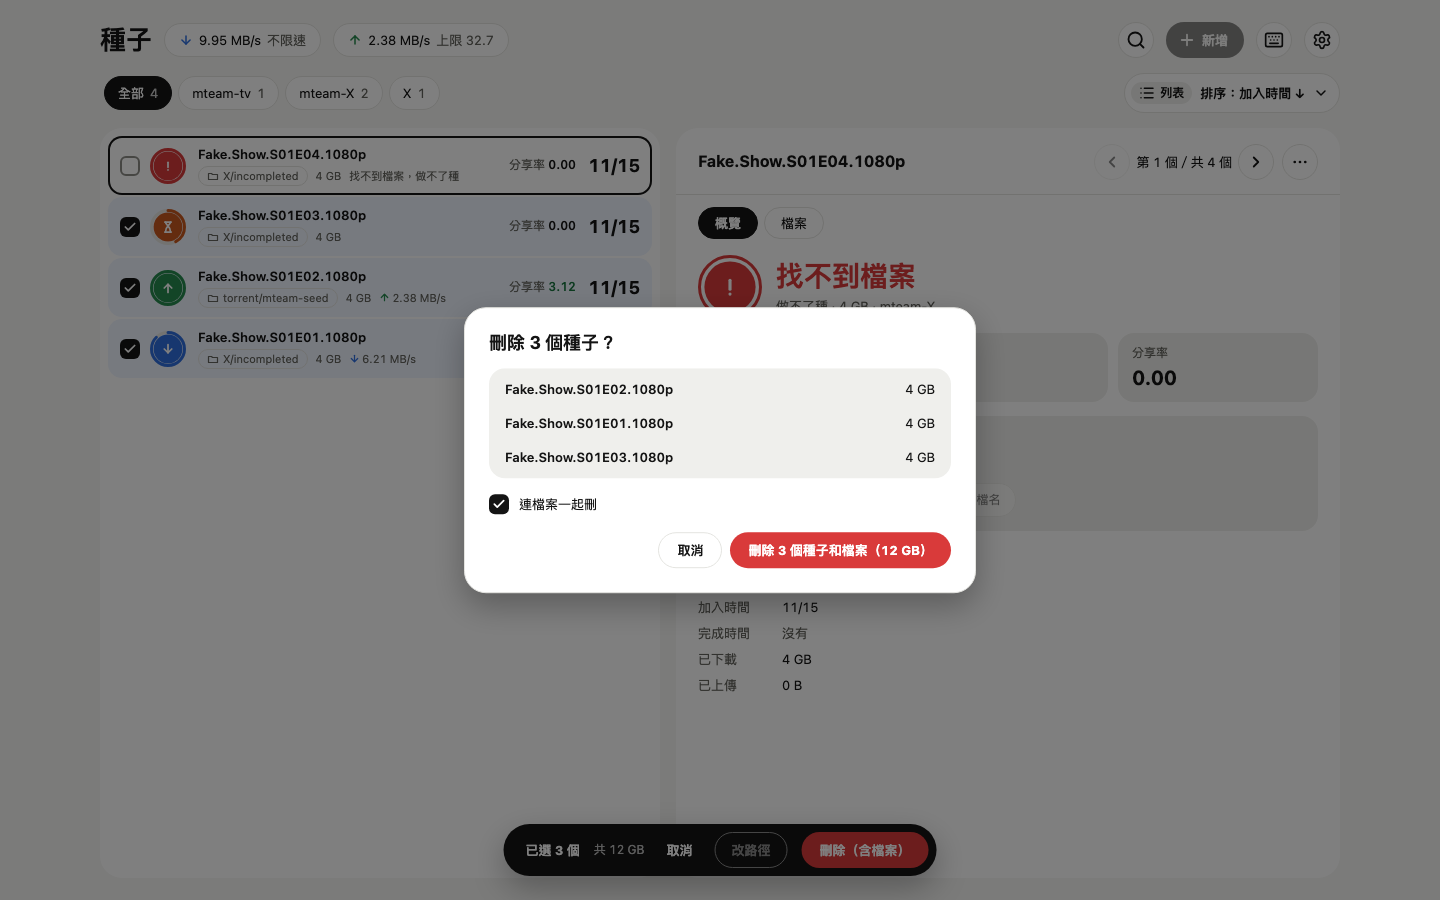 種子
9.95 MB/s 不限速
2.38 MB/s 上限 32.7
新增
全部 4
mteam-tv 1
mteam-X 2
X 1
列表
排序：加入時間
Fake.Show.S01E04.1080p
X/incompleted 4 GB 找不到檔案，做不了種
分享率 0.00
11/15
Fake.Show.S01E03.1080p
X/incompleted 4 GB
分享率 0.00
11/15
Fake.Show.S01E02.1080p
torrent/mteam-seed 4 GB 2.38 MB/s
分享率 3.12
11/15
Fake.Show.S01E01.1080p
X/incompleted 4 GB 6.21 MB/s
Fake.Show.S01E04.1080p
第 1 個 / 共 4 個
概覽
檔案
找不到檔案
做不了種 · 4 GB · mteam-X
分享率
0.00
檔名
加入時間 11/15
完成時間 沒有
已下載 4 GB
已上傳 0 B
刪除 3 個種子？
Fake.Show.S01E02.1080p 4 GB
Fake.Show.S01E01.1080p 4 GB
Fake.Show.S01E03.1080p 4 GB
連檔案一起刪
取消
刪除 3 個種子和檔案（12 GB）
已選 3 個 共 12 GB 取消 改路徑 刪除（含檔案）